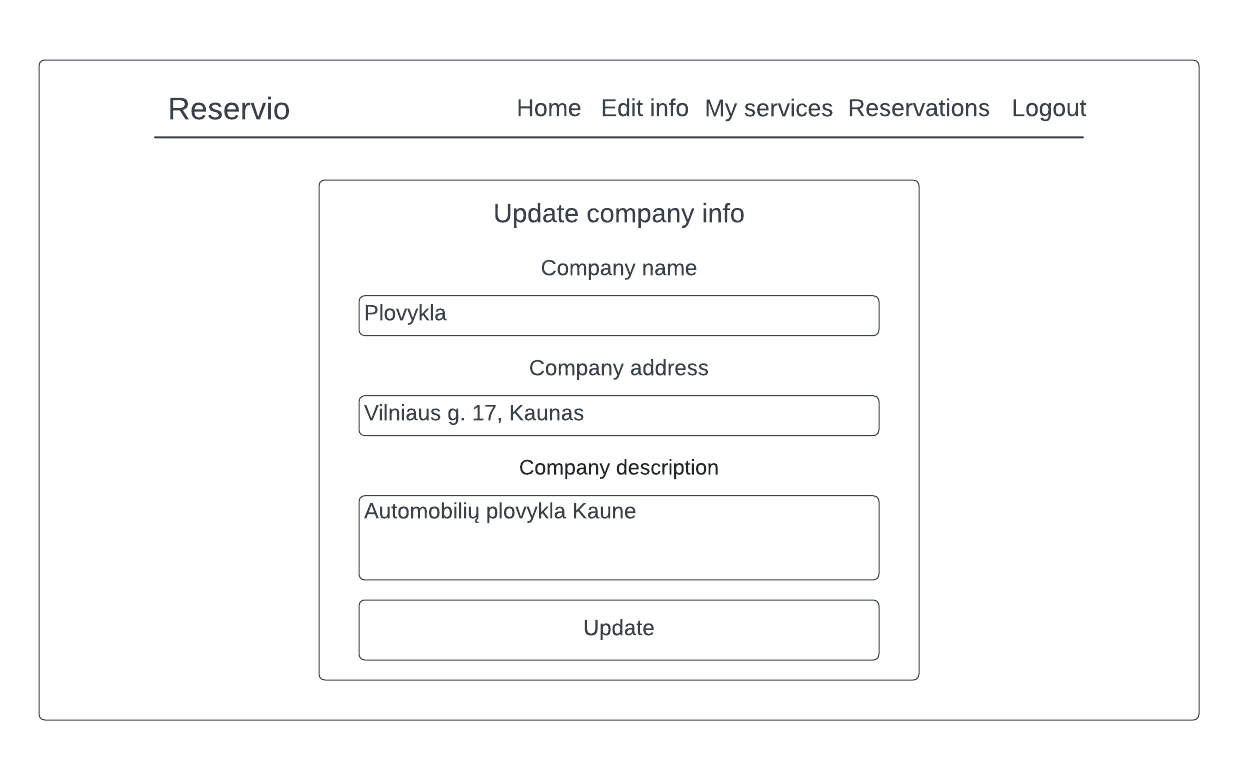 Reservio
Home Edit info My services Reservations Logout
Update company info
Company name
Plovykla
Company address
Vilniaus g. 17, Kaunas
Company description
Automobilių plovykla Kaune
Update